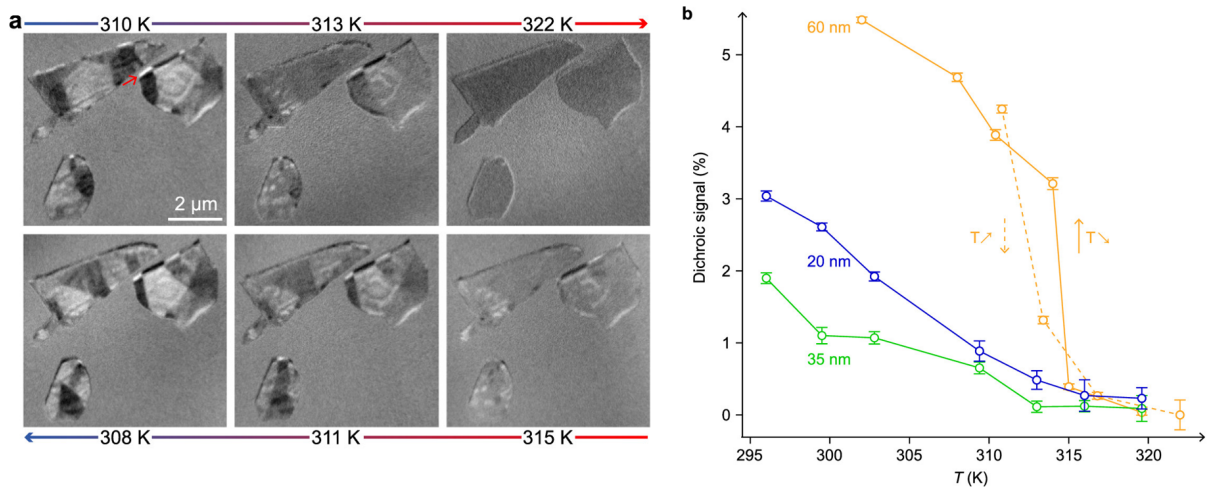 a
310 K 313 K 322 K
2 µm
308 K 311 K 315 K
b
Dichroic signal (%)
5
4
3
2
1
0
60 nm
20 nm
35 nm
T↗ T↘
295 300 305 310 315 320
T (K)